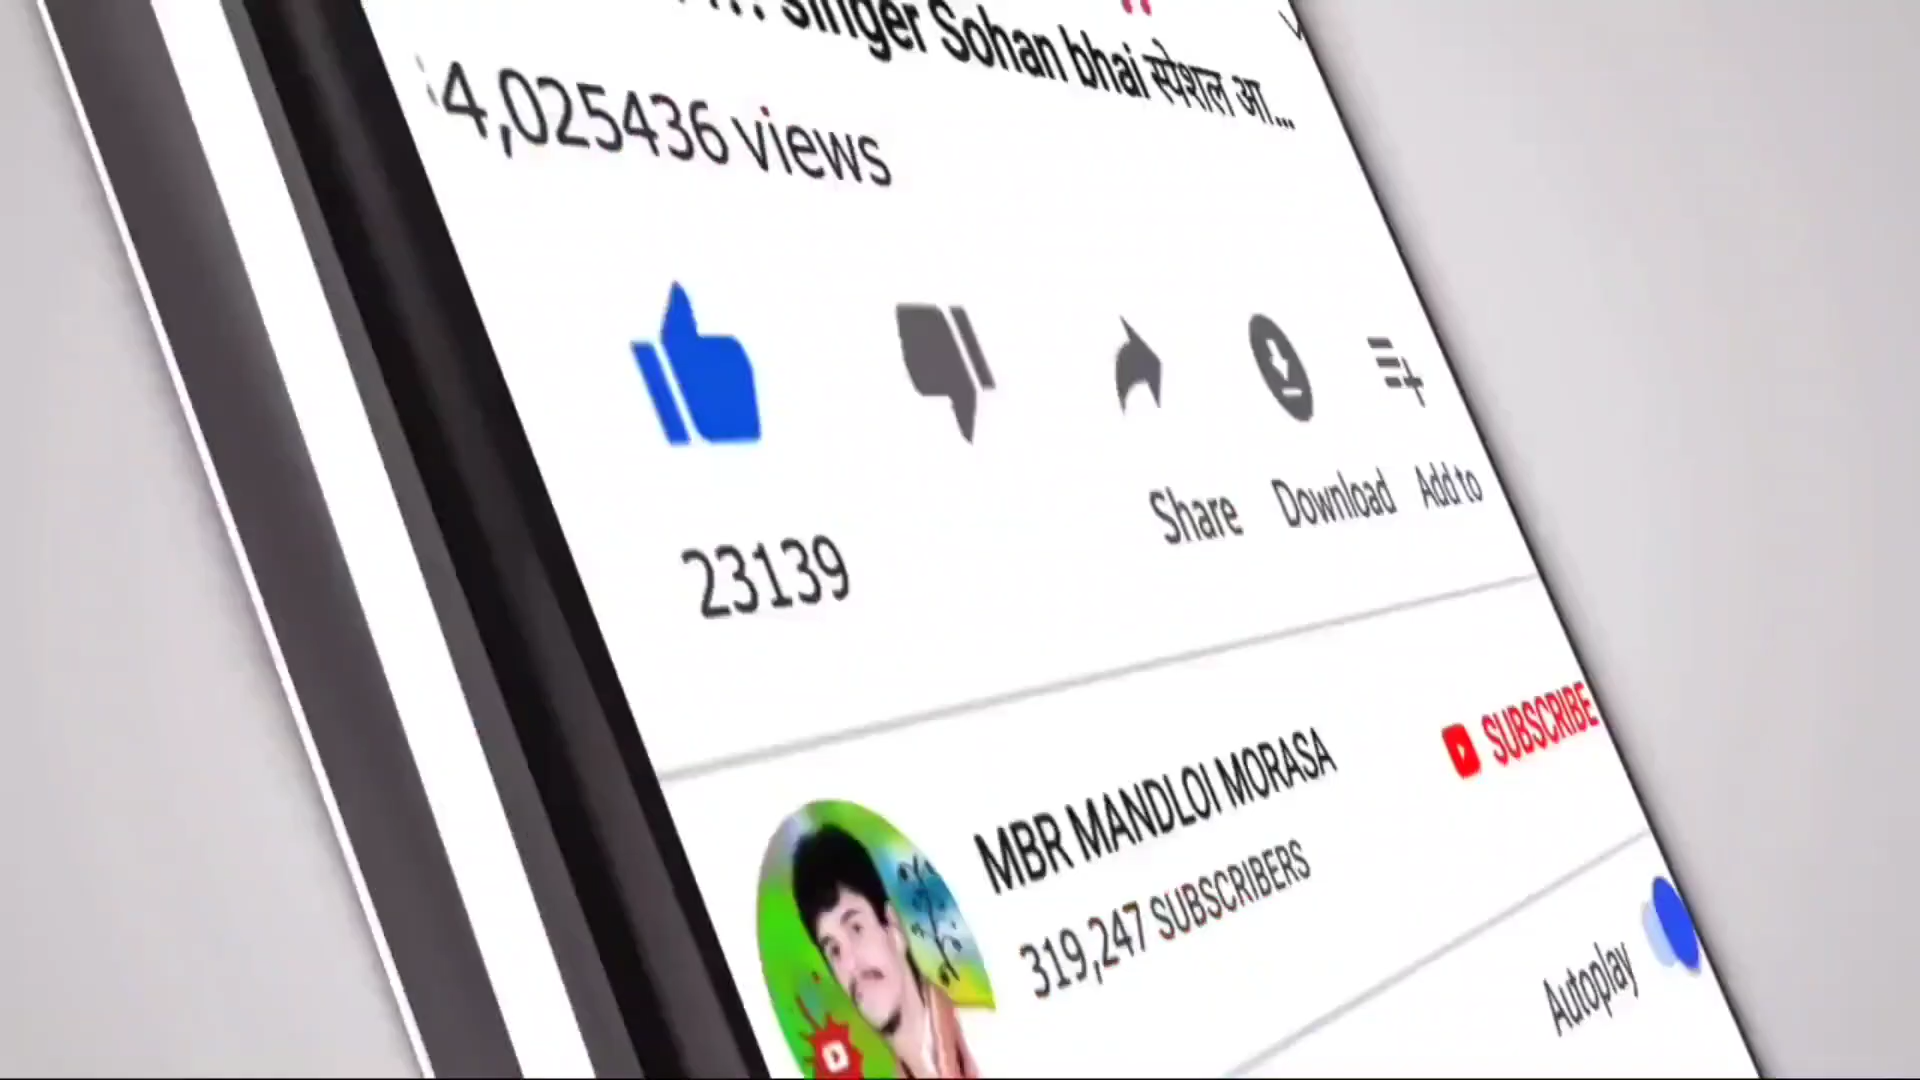 singer Sohan bhai स्पेशल आ...
4,025436 views
Share Download Add to
23139
MBR MANDLOI MORASA
SUBSCRIBE
319,247 SUBSCRIBERS
Autoplay